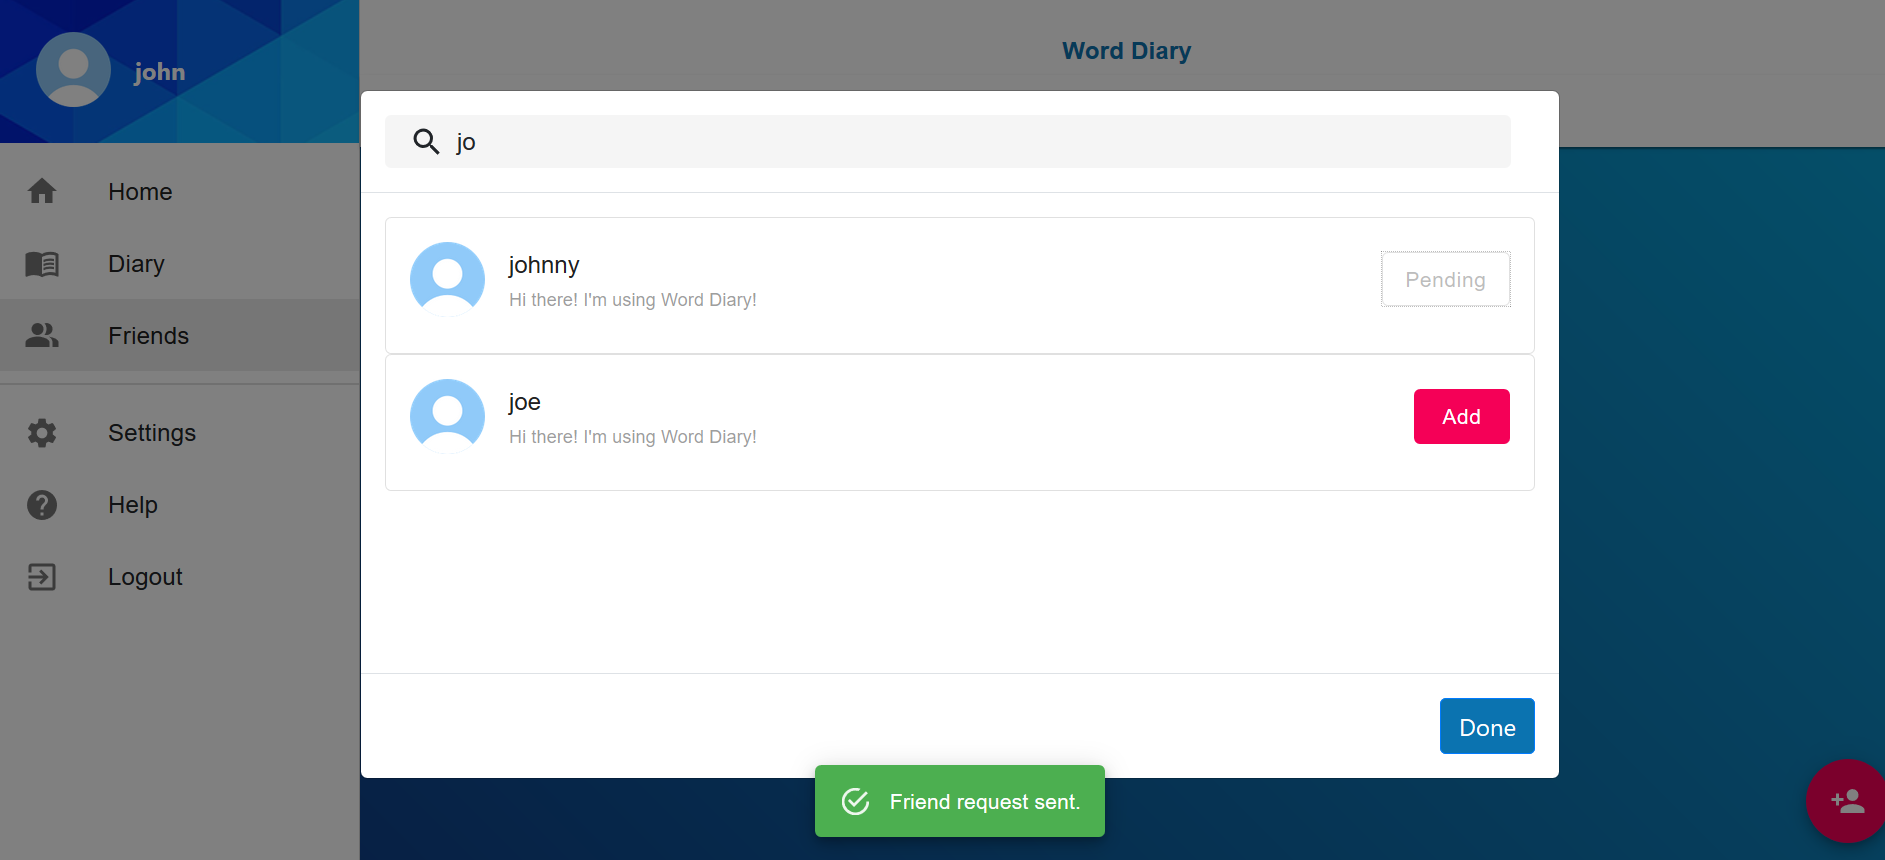 john
Word Diary
Home
Diary
Friends
Settings
Help
Logout
jo
johnny
Hi there! I'm using Word Diary!
Pending
joe
Hi there! I'm using Word Diary!
Add
Done
Friend request sent.